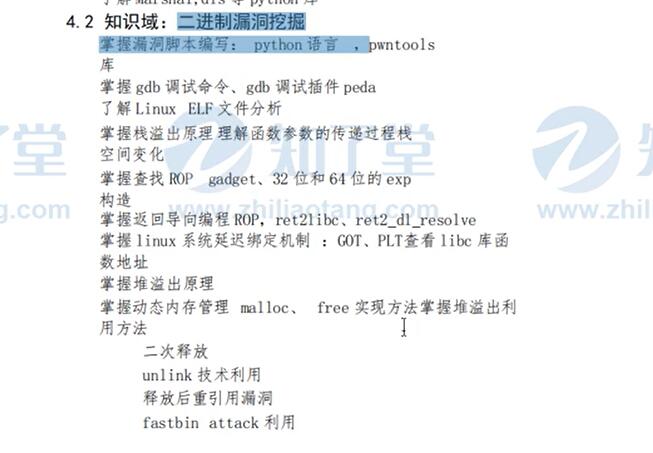 了解 Marshal,dis 等 python 库
4.2 知识域：二进制漏洞挖掘
掌握漏洞脚本编写： python 语言 ，pwntools
库
掌握 gdb 调试命令、gdb 调试插件 peda
了解 Linux ELF 文件分析
掌握栈溢出原理 理解函数参数的传递过程栈
空间变化
掌握查找 ROP gadget、32 位和 64 位的 exp
构造
掌握返回导向编程 ROP，ret2libc、ret2_dl_resolve
掌握 linux 系统延迟绑定机制 ：GOT、PLT查看 libc 库函
数地址
掌握堆溢出原理
掌握动态内存管理 malloc、 free 实现方法掌握堆溢出利
用方法
二次释放
unlink 技术利用
释放后重引用漏洞
fastbin attack 利用
知了堂
www.zhiliaotang.com